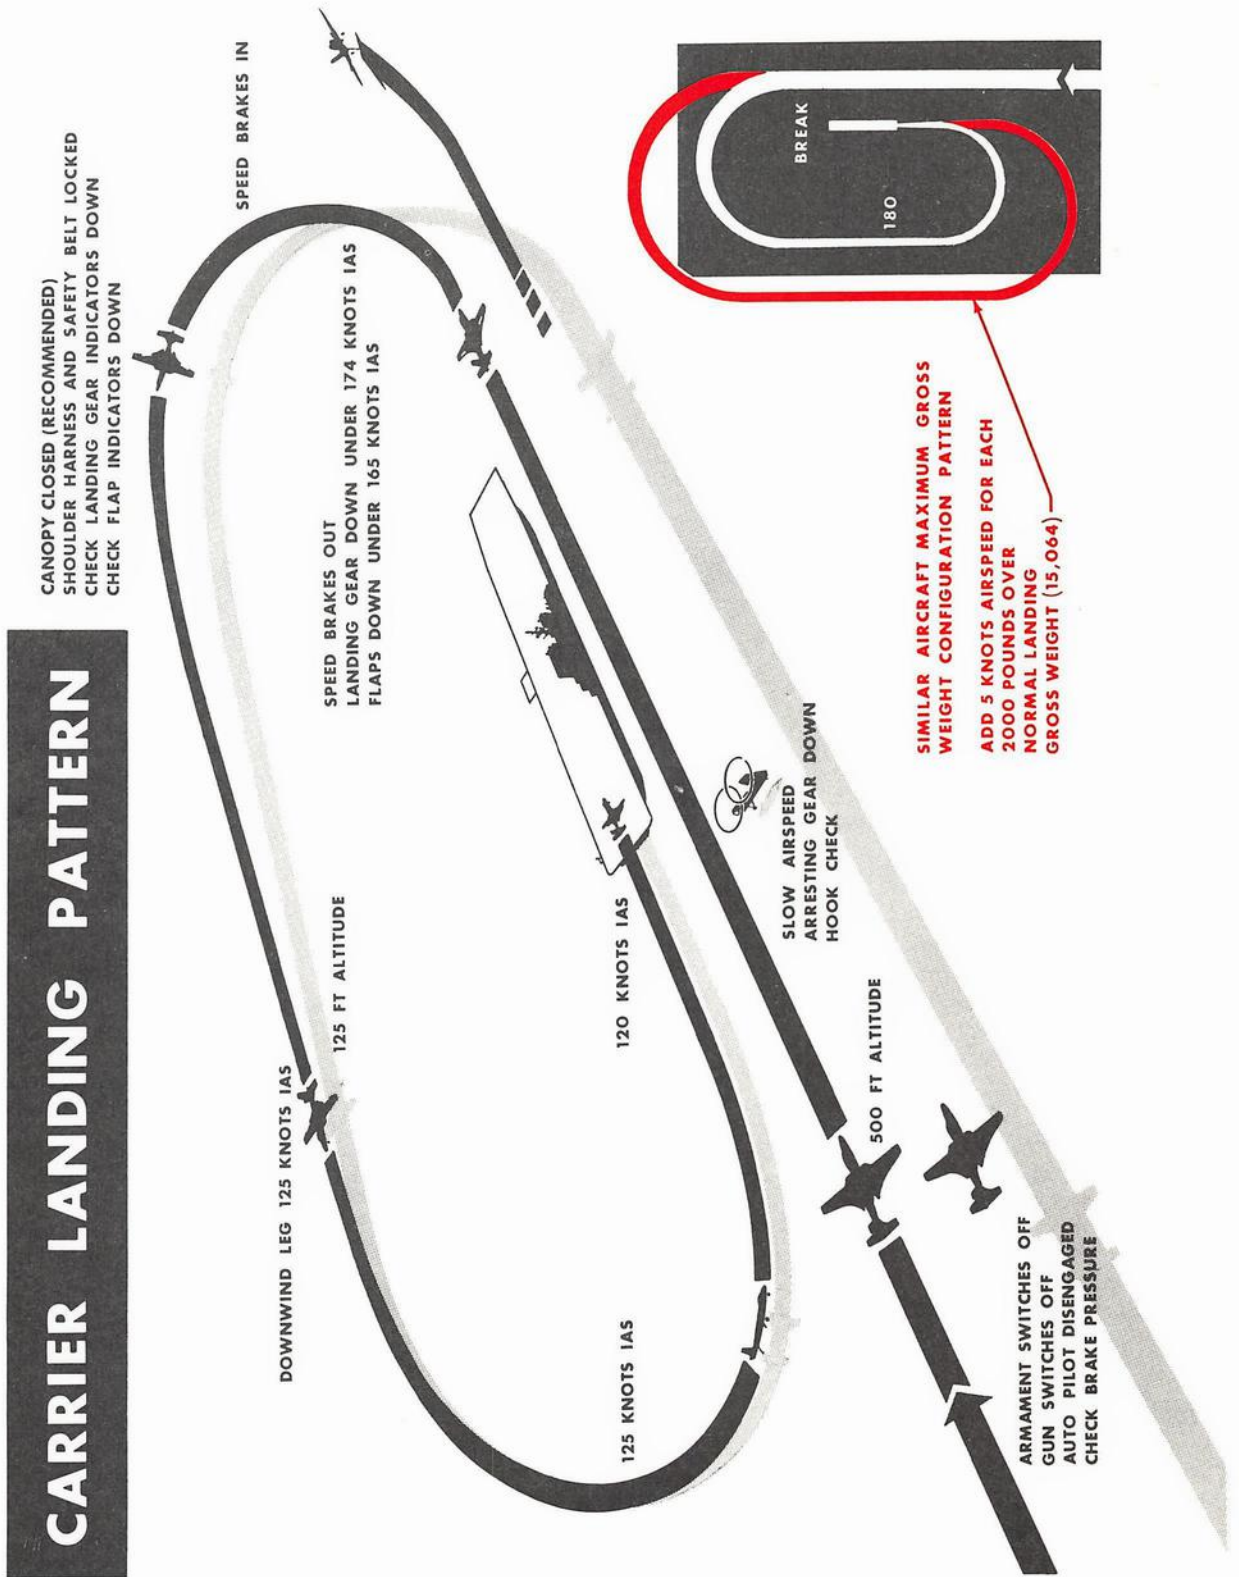 CARRIER LANDING PATTERN
CANOPY CLOSED (RECOMMENDED)
SHOULDER HARNESS AND SAFETY BELT LOCKED
CHECK LANDING GEAR INDICATORS DOWN
CHECK FLAP INDICATORS DOWN
SPEED BRAKES IN
DOWNWIND LEG 125 KNOTS IAS
125 FT ALTITUDE
SPEED BRAKES OUT
LANDING GEAR DOWN UNDER 174 KNOTS IAS
FLAPS DOWN UNDER 165 KNOTS IAS
125 KNOTS IAS
120 KNOTS IAS
SLOW AIRSPEED
ARRESTING GEAR DOWN
HOOK CHECK
500 FT ALTITUDE
BREAK
180
ARMAMENT SWITCHES OFF
GUN SWITCHES OFF
AUTO PILOT DISENGAGED
CHECK BRAKE PRESSURE
SIMILAR AIRCRAFT MAXIMUM GROSS
WEIGHT CONFIGURATION PATTERN
ADD 5 KNOTS AIRSPEED FOR EACH
2000 POUNDS OVER
NORMAL LANDING
GROSS WEIGHT (15,064)